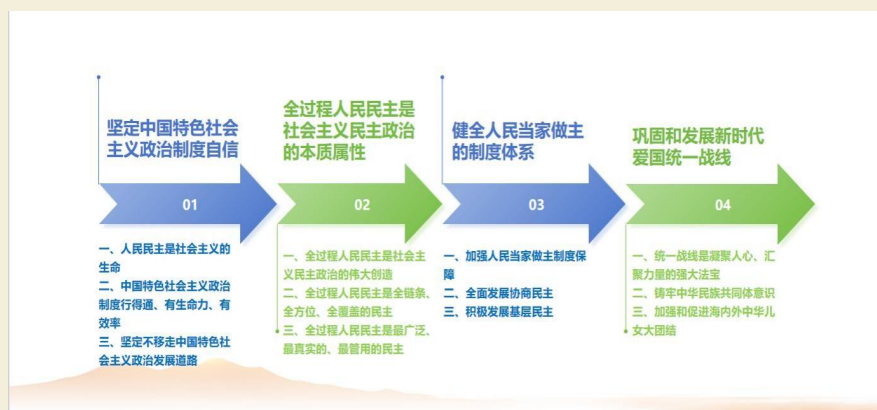 坚定中国特色社会
主义政治制度自信
01
一、人民民主是社会主义的
生命
二、中国特色社会主义政治
制度行得通、有生命力、有
效率
三、坚定不移走中国特色社
会主义政治发展道路
全过程人民民主是
社会主义民主政治
的本质属性
02
一、全过程人民民主是社会主
义民主政治的伟大创造
二、全过程人民民主是全链条、
全方位、全覆盖的民主
三、全过程人民民主是最广泛、
最真实的、最管用的民主
健全人民当家做主
的制度体系
03
一、加强人民当家做主制度保
障
二、全面发展协商民主
三、积极发展基层民主
巩固和发展新时代
爱国统一战线
04
一、统一战线是凝聚人心、汇
聚力量的强大法宝
二、铸牢中华民族共同体意识
三、加强和促进海内外中华儿
女大团结